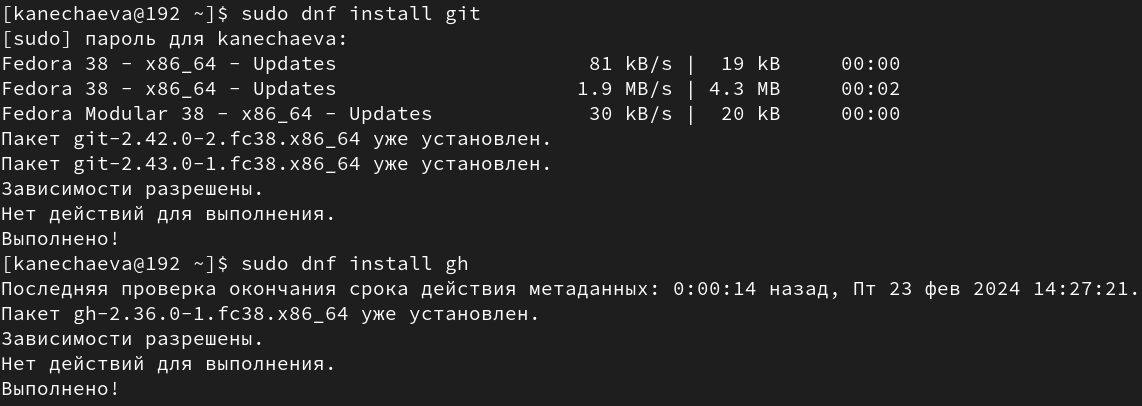 [kanechaeva@192 ~]$ sudo dnf install git
[sudo] пароль для kanechaeva:
Fedora 38 - x86_64 - Updates 81 kB/s | 19 kB 00:00
Fedora 38 - x86_64 - Updates 1.9 MB/s | 4.3 MB 00:02
Fedora Modular 38 - x86_64 - Updates 30 kB/s | 20 kB 00:00
Пакет git-2.42.0-2.fc38.x86_64 уже установлен.
Пакет git-2.43.0-1.fc38.x86_64 уже установлен.
Зависимости разрешены.
Нет действий для выполнения.
Выполнено!
[kanechaeva@192 ~]$ sudo dnf install gh
Последняя проверка окончания срока действия метаданных: 0:00:14 назад, Пт 23 фев 2024 14:27:21.
Пакет gh-2.36.0-1.fc38.x86_64 уже установлен.
Зависимости разрешены.
Нет действий для выполнения.
Выполнено!